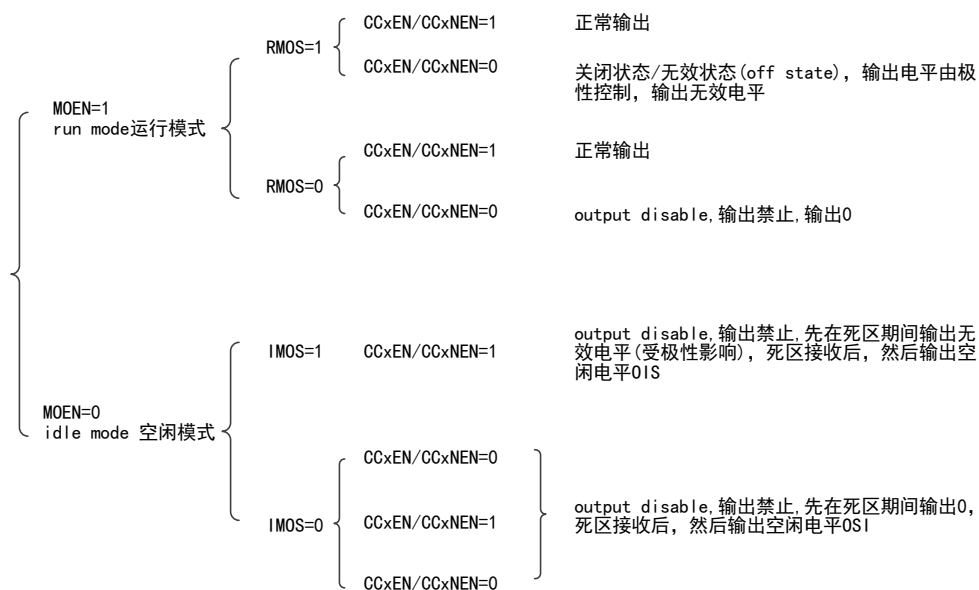 CCxEN/CCxNEN=1 正常输出
RMOS=1
CCxEN/CCxNEN=0 关闭状态/无效状态(off state)，输出电平由极
性控制，输出无效电平
MOEN=1
run mode运行模式
CCxEN/CCxNEN=1 正常输出
RMOS=0
CCxEN/CCxNEN=0 output disable,输出禁止,输出0
IMOS=1 CCxEN/CCxNEN=1 output disable,输出禁止,先在死区期间输出无
效电平(受极性影响)，死区接收后，然后输出空
闲电平OIS
MOEN=0
idle mode 空闲模式
CCxEN/CCxNEN=0
IMOS=0 CCxEN/CCxNEN=1 output disable,输出禁止,先在死区期间输出0，
死区接收后，然后输出空闲电平OSI
CCxEN/CCxNEN=0